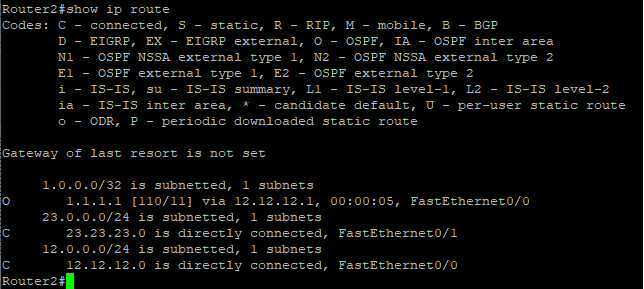 Router2#show ip route
Codes: C - connected, S - static, R - RIP, M - mobile, B - BGP
       D - EIGRP, EX - EIGRP external, O - OSPF, IA - OSPF inter area
       N1 - OSPF NSSA external type 1, N2 - OSPF NSSA external type 2
       E1 - OSPF external type 1, E2 - OSPF external type 2
       i - IS-IS, su - IS-IS summary, L1 - IS-IS level-1, L2 - IS-IS level-2
       ia - IS-IS inter area, * - candidate default, U - per-user static route
       o - ODR, P - periodic downloaded static route
Gateway of last resort is not set
     1.0.0.0/32 is subnetted, 1 subnets
O       1.1.1.1 [110/11] via 12.12.12.1, 00:00:05, FastEthernet0/0
     23.0.0.0/24 is subnetted, 1 subnets
C       23.23.23.0 is directly connected, FastEthernet0/1
     12.0.0.0/24 is subnetted, 1 subnets
C       12.12.12.0 is directly connected, FastEthernet0/0
Router2#